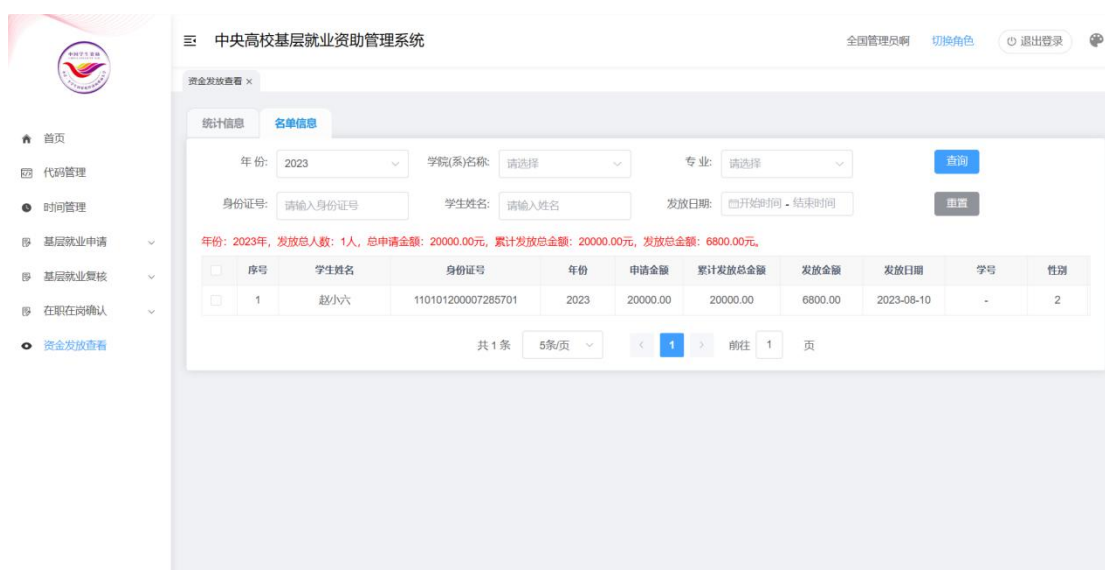 中央高校基层就业资助管理系统
全国管理员啊 切换角色 退出登录
资金发放查看 ×
统计信息 名单信息
首页
代码管理
时间管理
基层就业申请
基层就业复核
在职在岗确认
资金发放查看
年 份: 2023 学院(系)名称: 请选择 专 业: 请选择 查询
身份证号: 请输入身份证号 学生姓名: 请输入姓名 发放日期: 开始时间 - 结束时间 重置
年份：2023年，发放总人数：1人，总申请金额：20000.00元，累计发放总金额：20000.00元，发放总金额：6800.00元。
序号 学生姓名 身份证号 年份 申请金额 累计发放总金额 发放金额 发放日期 学号 性别
1 赵小六 110101200007285701 2023 20000.00 20000.00 6800.00 2023-08-10 - 2
共 1 条 5条/页 < 1 > 前往 1 页